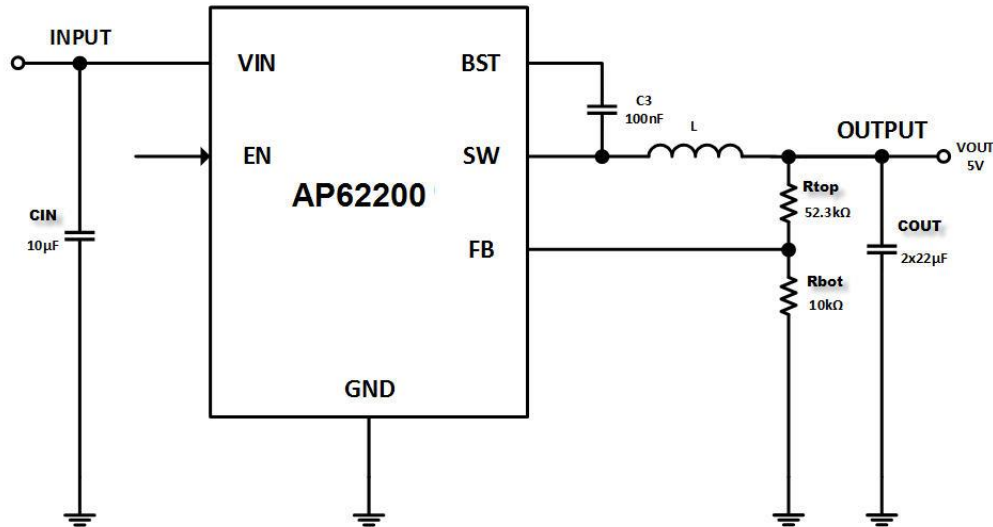 INPUT
VIN
BST
C3
100nF
L
OUTPUT
VOUT
5V
EN
SW
AP62200
Rtop
52.3kΩ
CIN
10µF
FB
COUT
2x22µF
Rbot
10kΩ
GND